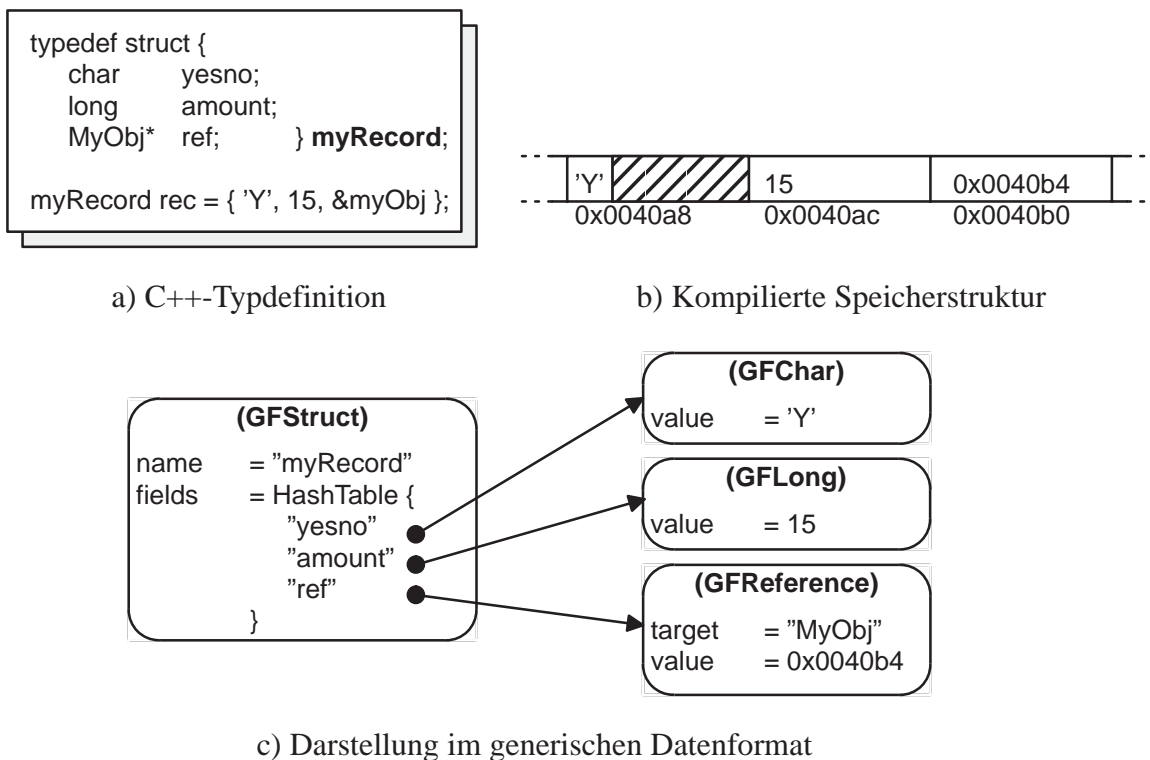 typedef struct {
char yesno;
long amount;
MyObj* ref; } myRecord;
myRecord rec = { ’Y’, 15, &myObj };
’Y’ 15 0x0040b4
0x0040a8 0x0040ac 0x0040b0
a) C++-Typdefinition
b) Kompilierte Speicherstruktur
(GFStruct)
name = ”myRecord”
fields = HashTable {
”yesno”
”amount”
”ref”
}
(GFChar)
value = ’Y’
(GFLong)
value = 15
(GFReference)
target = ”MyObj”
value = 0x0040b4
c) Darstellung im generischen Datenformat